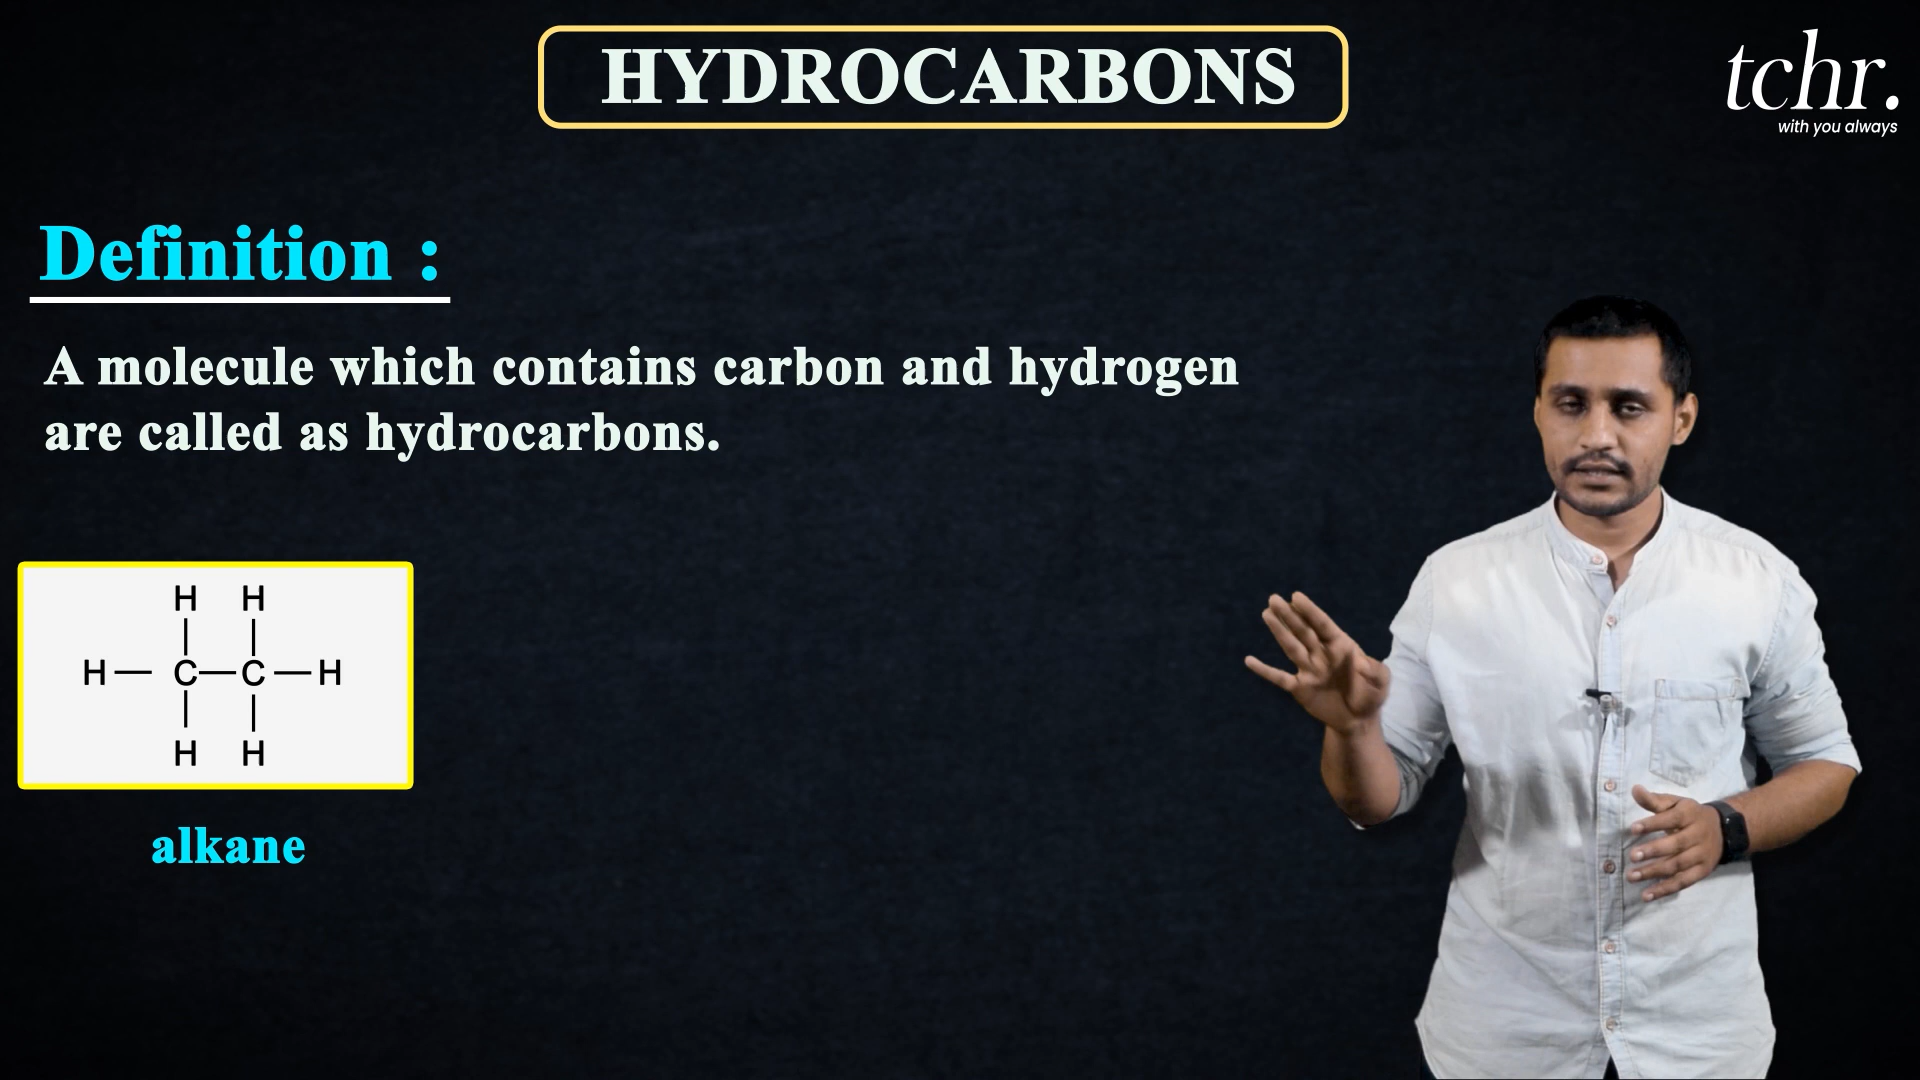 HYDROCARBONS
tchr.
with you always
Definition :
A molecule which contains carbon and hydrogen
are called as hydrocarbons.
H H
H C C H
H H
alkane